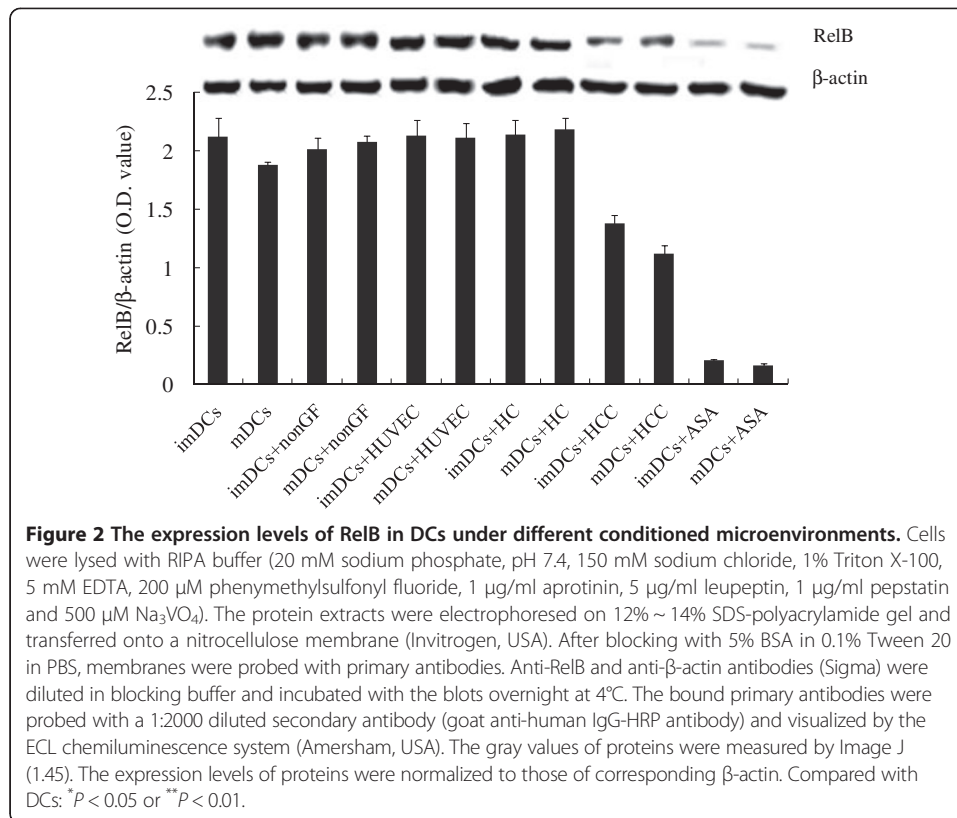 RelB
β-actin
2.5
2
1.5
1
0.5
0
RelB/β-actin (O.D. value)
imDCs
mDCs
imDCs+nonGF
mDCs+nonGF
imDCs+HUVEC
mDCs+HUVEC
imDCs+HC
mDCs+HC
imDCs+HCC
mDCs+HCC
imDCs+ASA
mDCs+ASA
Figure 2 The expression levels of RelB in DCs under different conditioned microenvironments. Cells
were lysed with RIPA buffer (20 mM sodium phosphate, pH 7.4, 150 mM sodium chloride, 1% Triton X-100,
5 mM EDTA, 200 μM phenymethylsulfonyl fluoride, 1 μg/ml aprotinin, 5 μg/ml leupeptin, 1 μg/ml pepstatin
and 500 μM Na₃VO₄). The protein extracts were electrophoresed on 12% ~ 14% SDS-polyacrylamide gel and
transferred onto a nitrocellulose membrane (Invitrogen, USA). After blocking with 5% BSA in 0.1% Tween 20
in PBS, membranes were probed with primary antibodies. Anti-RelB and anti-β-actin antibodies (Sigma) were
diluted in blocking buffer and incubated with the blots overnight at 4°C. The bound primary antibodies were
probed with a 1:2000 diluted secondary antibody (goat anti-human IgG-HRP antibody) and visualized by the
ECL chemiluminescence system (Amersham, USA). The gray values of proteins were measured by Image J
(1.45). The expression levels of proteins were normalized to those of corresponding β-actin. Compared with
DCs: *P < 0.05 or **P < 0.01.